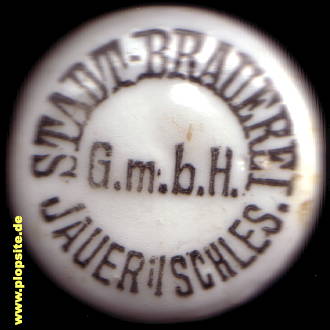 STADT-BRAUEREI
G.m.b.H.
JAUER i/SCHLES.
www.plopsite.de